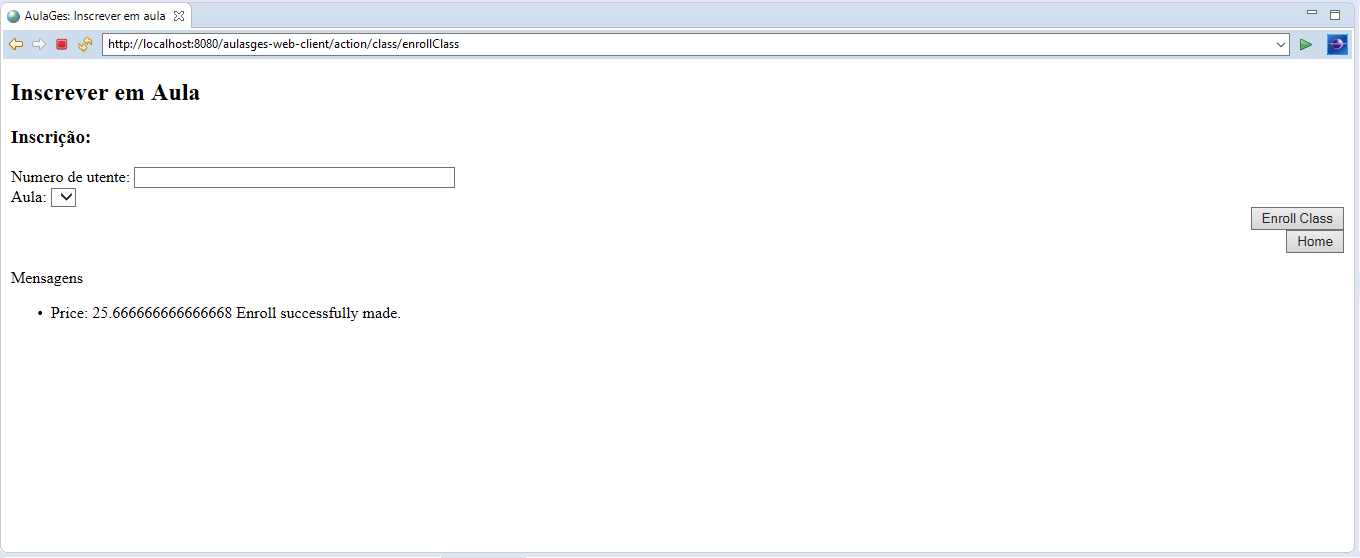 AulaGes: Inscrever em aula
http://localhost:8080/aulasges-web-client/action/class/enrollClass
Inscrever em Aula
Inscrição:
Numero de utente:
Aula:
Enroll Class
Home
Mensagens
• Price: 25.666666666666668 Enroll successfully made.